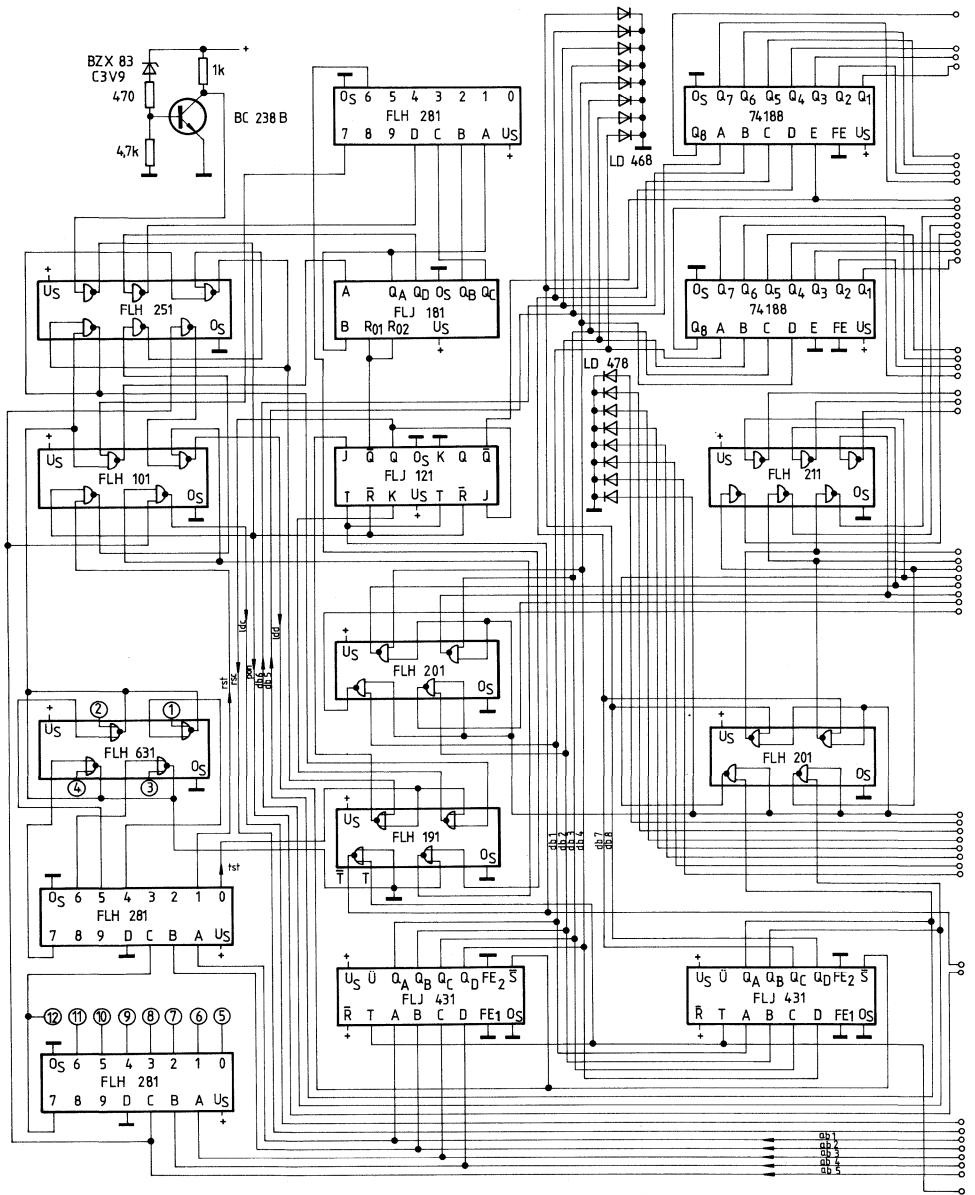 BZX 83
C3V9
470
4,7k
1k
+
BC 238 B
0S 6 5 4 3 2 1 0
FLH 281
7 8 9 D C B A US
+
LD 468
0S Q7 Q6 Q5 Q4 Q3 Q2 Q1
74188
Q8 A B C D E FE US
+
+
US
FLH 251
0S
A QA QD 0S QB QC
FLJ 181
B R01 R02 US
+
0S Q7 Q6 Q5 Q4 Q3 Q2 Q1
74188
Q8 A B C D E FE US
+
LD 478
+
US
FLH 101
0S
J Q̅ Q 0S K Q Q̅
FLJ 121
T R̅ K US T R̅ J
+
+
US
FLH 211
0S
rst
rsc
idc
pon
db6
db5
idd
+
US
FLH 201
0S
+
US
② ①
FLH 631
④ ③
0S
+
US
FLH 201
0S
+
US
FLH 191
T̅ T
0S
db1
db2
db3
db4
db7
db8
tst
0S 6 5 4 3 2 1 0
FLH 281
7 8 9 D C B A US
+
+
US Ü QA QB QC QD FE2 S̅
FLJ 431
R̅ T A B C D FE1 0S
+
+
US Ü QA QB QC QD FE2 S̅
FLJ 431
R̅ T A B C D FE1 0S
+
⑫ ⑪ ⑩ ⑨ ⑧ ⑦ ⑥ ⑤
0S 6 5 4 3 2 1 0
FLH 281
7 8 9 D C B A US
+
ab1
ab2
ab3
ab4
ab5